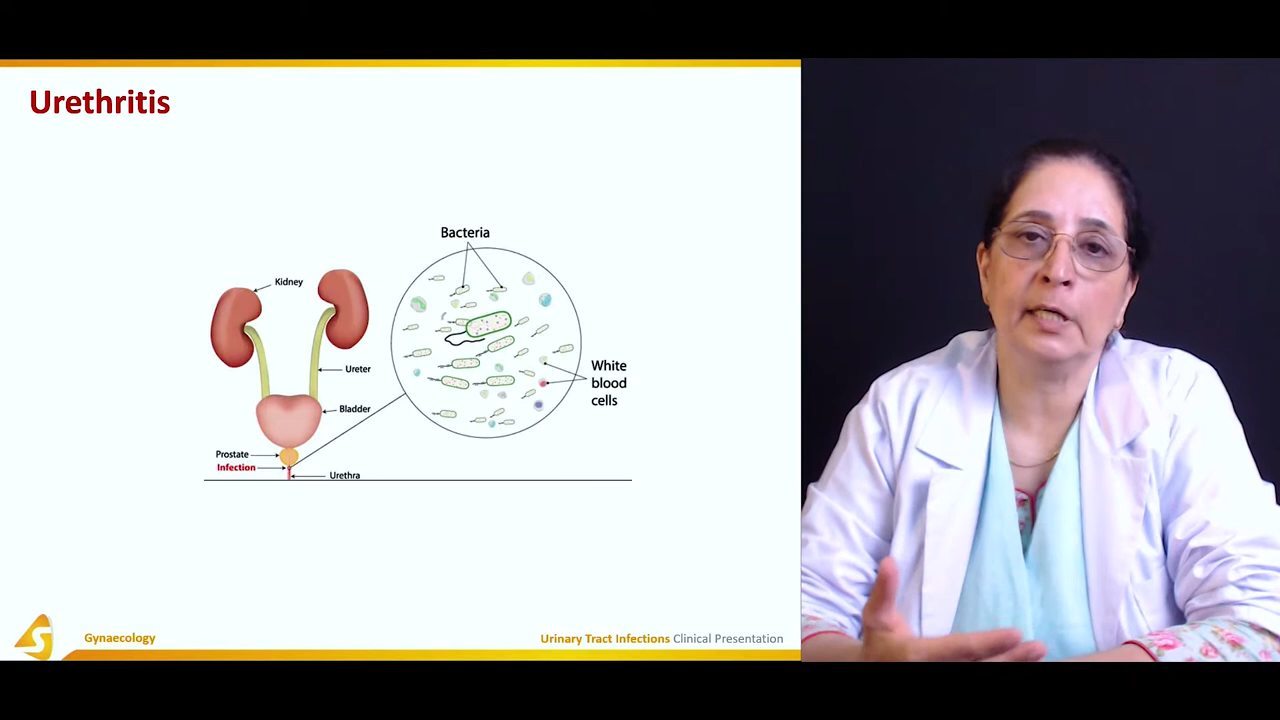 Urethritis
Bacteria
Kidney
Ureter
Bladder
White
blood
cells
Prostate
Infection
Urethra
Gynaecology
Urinary Tract Infections Clinical Presentation